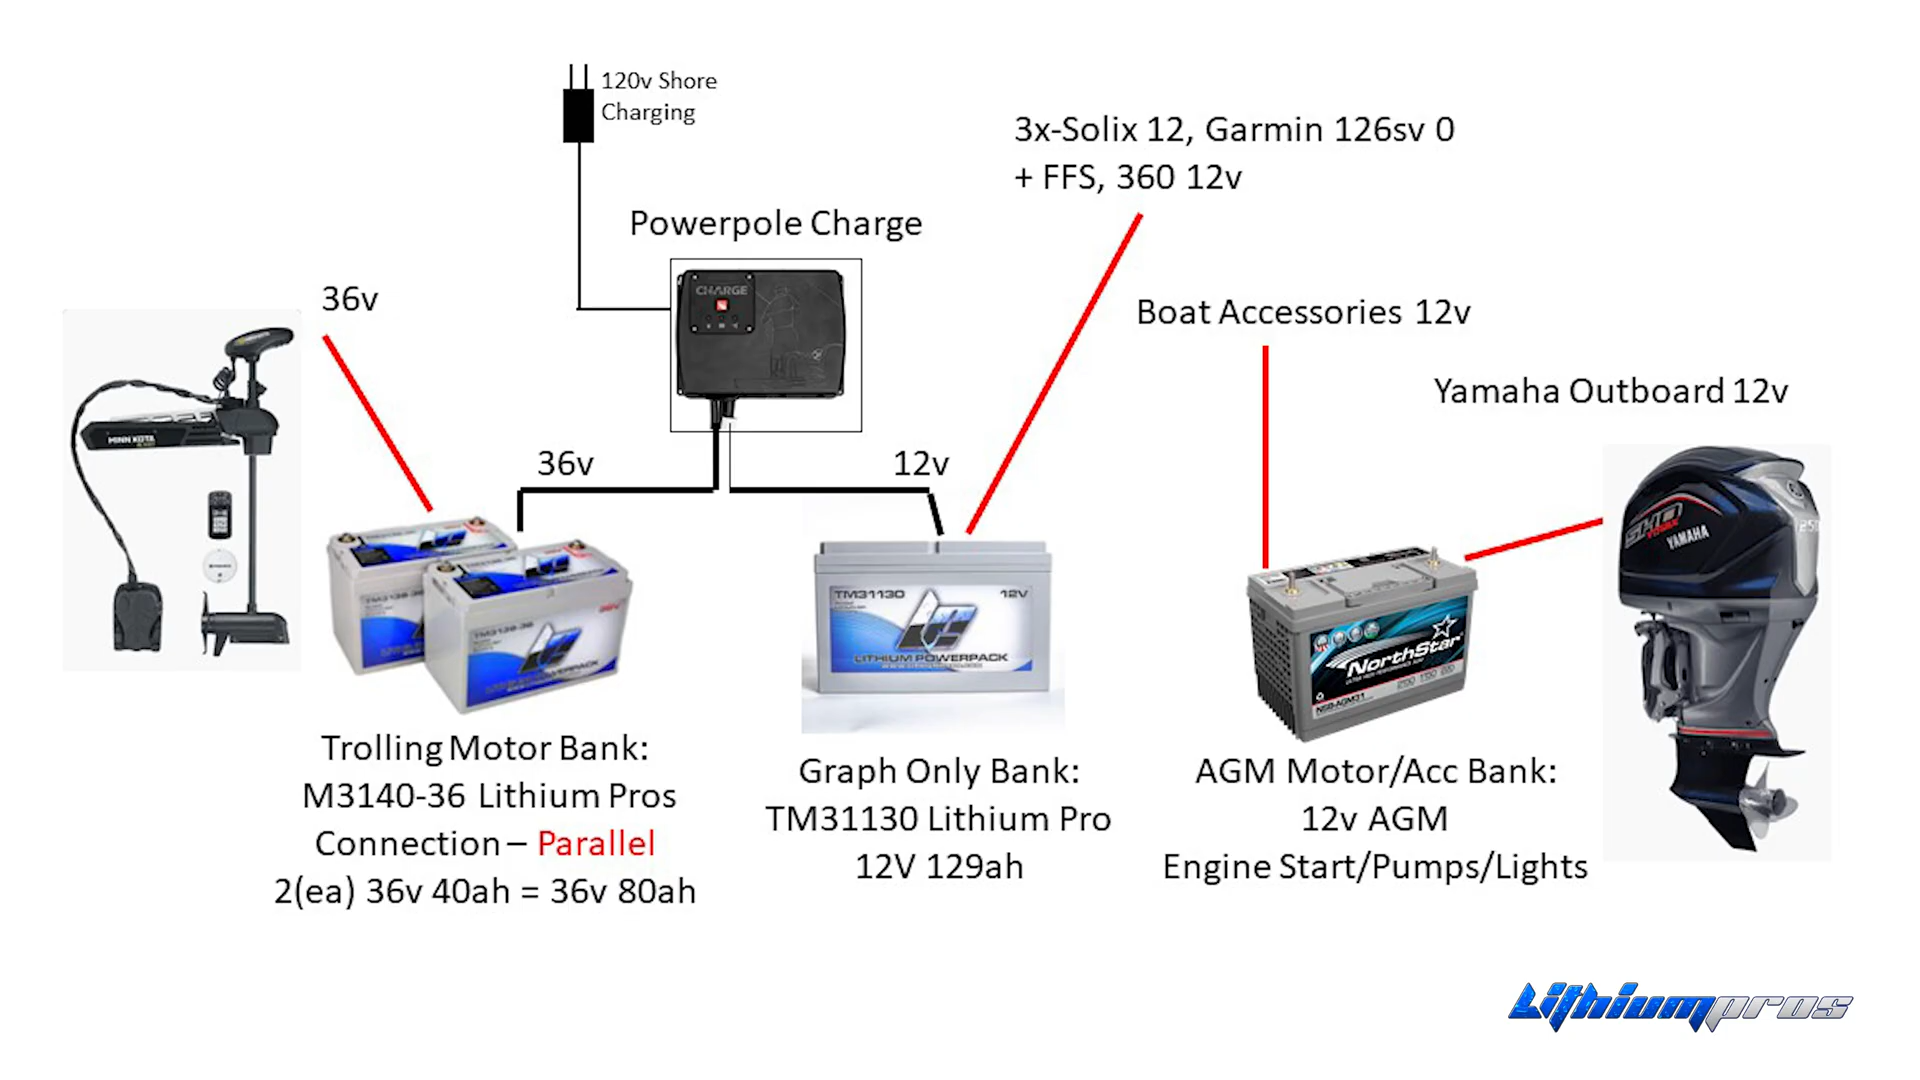 120v Shore
Charging
3x-Solix 12, Garmin 126sv 0
+ FFS, 360 12v
Powerpole Charge
36v
Boat Accessories 12v
Yamaha Outboard 12v
CHARGE
MINN KOTA
36v
12v
TM31130 12V
LITHIUM POWERPACK
POWERPACK
NorthStar
NSB-AGM31
YAMAHA
Trolling Motor Bank:
M3140-36 Lithium Pros
Connection – Parallel
2(ea) 36v 40ah = 36v 80ah
Graph Only Bank:
TM31130 Lithium Pro
12V 129ah
AGM Motor/Acc Bank:
12v AGM
Engine Start/Pumps/Lights
Lithiumpros